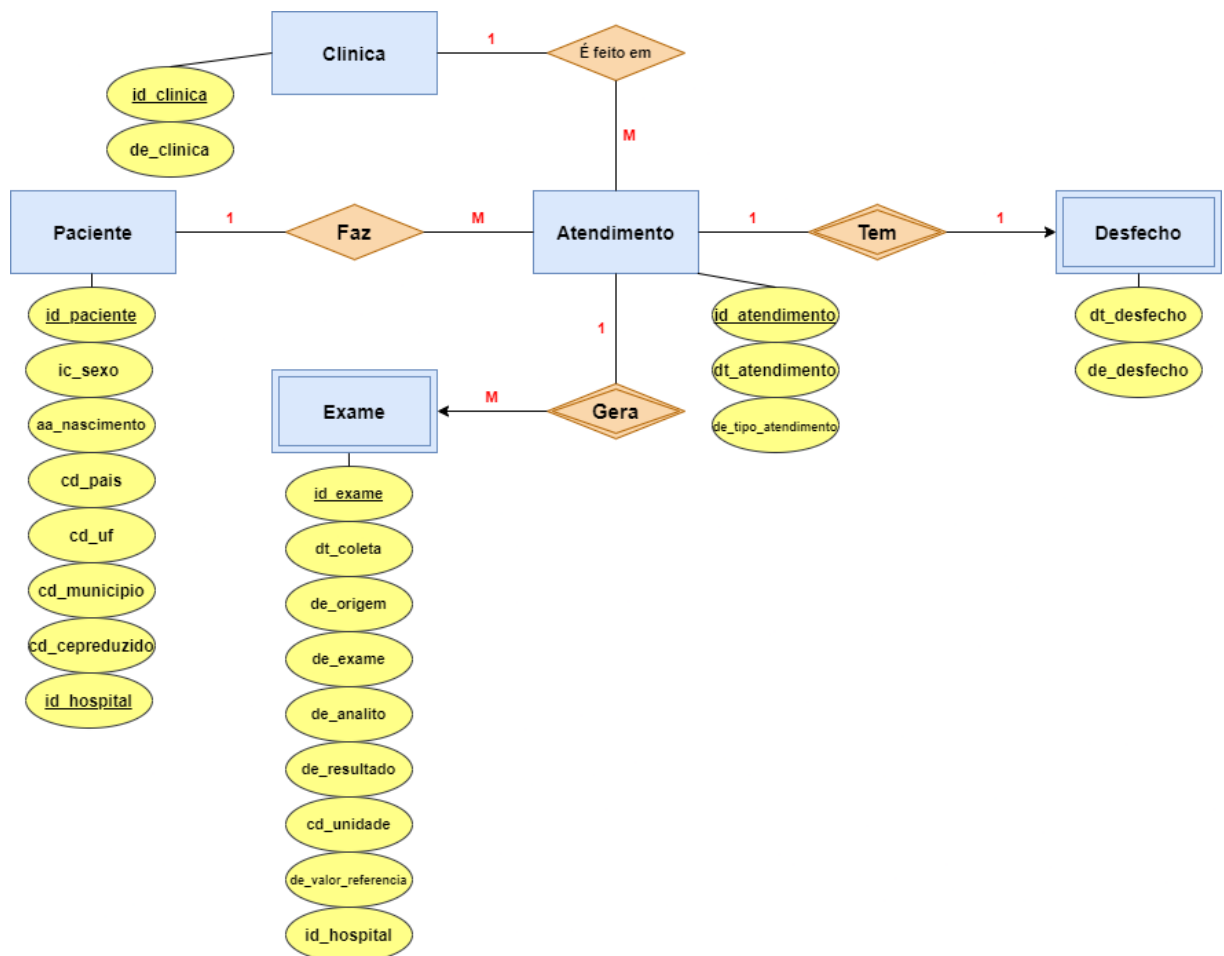 Clinica
1
É feito em
id_clinica
de_clinica
M
Paciente
1
Faz
M
Atendimento
1
Tem
1
Desfecho
id_paciente
ic_sexo
aa_nascimento
cd_pais
cd_uf
cd_municipio
cd_cepreduzido
id_hospital
id_atendimento
dt_atendimento
de_tipo_atendimento
dt_desfecho
de_desfecho
1
Exame
M
Gera
id_exame
dt_coleta
de_origem
de_exame
de_analito
de_resultado
cd_unidade
de_valor_referencia
id_hospital